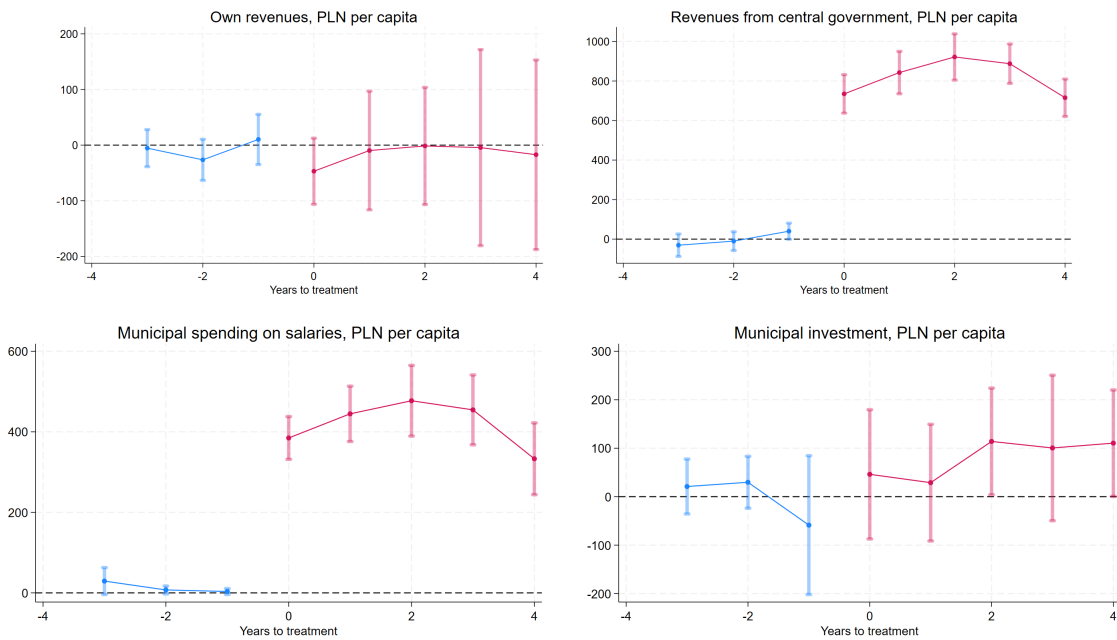 Own revenues, PLN per capita
200
100
0
-100
-200
-4 -2 0 2 4
Years to treatment
Revenues from central government, PLN per capita
1000
800
600
400
200
0
-4 -2 0 2 4
Years to treatment
Municipal spending on salaries, PLN per capita
600
400
200
0
-4 -2 0 2 4
Years to treatment
Municipal investment, PLN per capita
300
200
100
0
-100
-200
-4 -2 0 2 4
Years to treatment